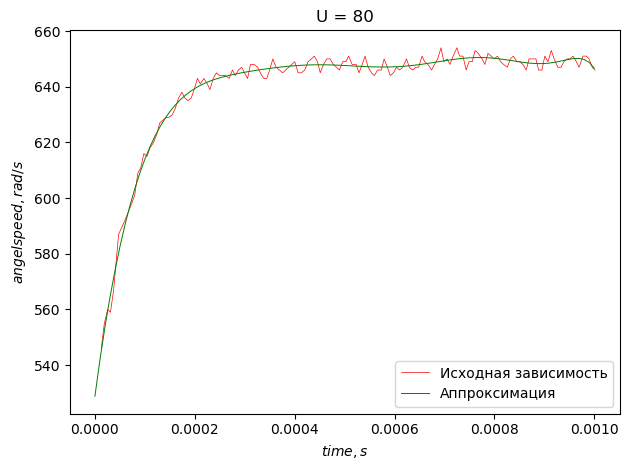 U = 80
660
640
620
600
580
560
540
angelspeed, rad/s
0.0000
0.0002
0.0004
0.0006
0.0008
0.0010
time, s
Исходная зависимость
Аппроксимация